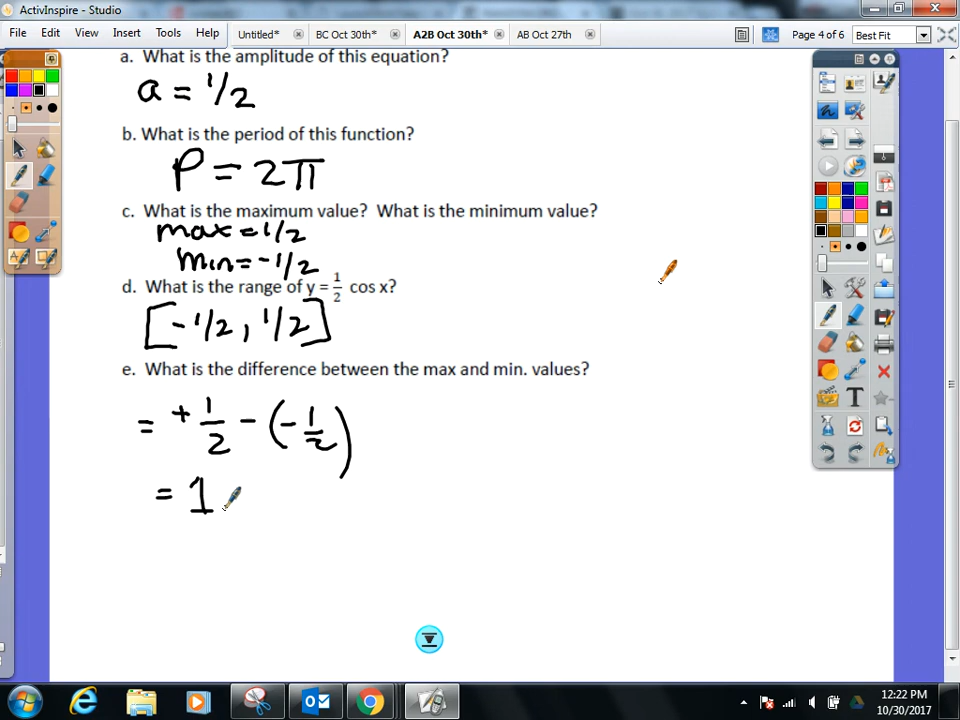 ActivInspire - Studio
File Edit View Insert Tools Help
Untitled*
BC Oct 30th*
A2B Oct 30th*
AB Oct 27th
Page 4 of 6
Best Fit
a. What is the amplitude of this equation?
a = 1/2
b. What is the period of this function?
P = 2π
c. What is the maximum value? What is the minimum value?
max = 1/2
min = -1/2
d. What is the range of y = 1/2 cos x?
[-1/2, 1/2]
e. What is the difference between the max and min. values?
= + 1/2 - (- 1/2)
= 1
12:22 PM
10/30/2017